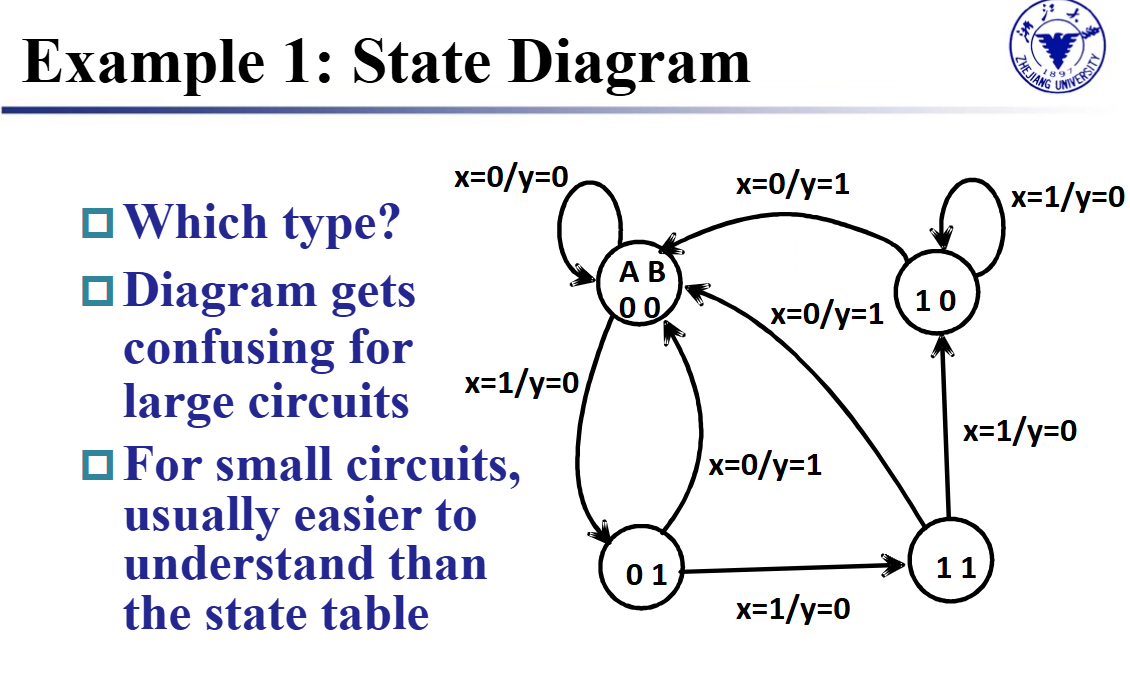 Example 1: State Diagram
浙江大学
ZHEJIANG UNIVERSITY
1897
Which type?
Diagram gets
confusing for
large circuits
For small circuits,
usually easier to
understand than
the state table
x=0/y=0
x=0/y=1
x=1/y=0
A B
0 0
1 0
x=0/y=1
x=1/y=0
x=1/y=0
x=0/y=1
0 1
1 1
x=1/y=0